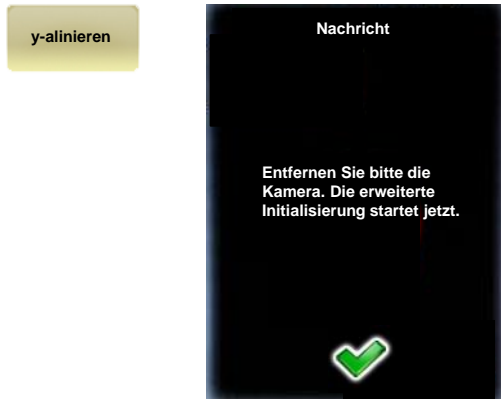 y-alinieren
Nachricht
Entfernen Sie bitte die
Kamera. Die erweiterte
Initialisierung startet jetzt.